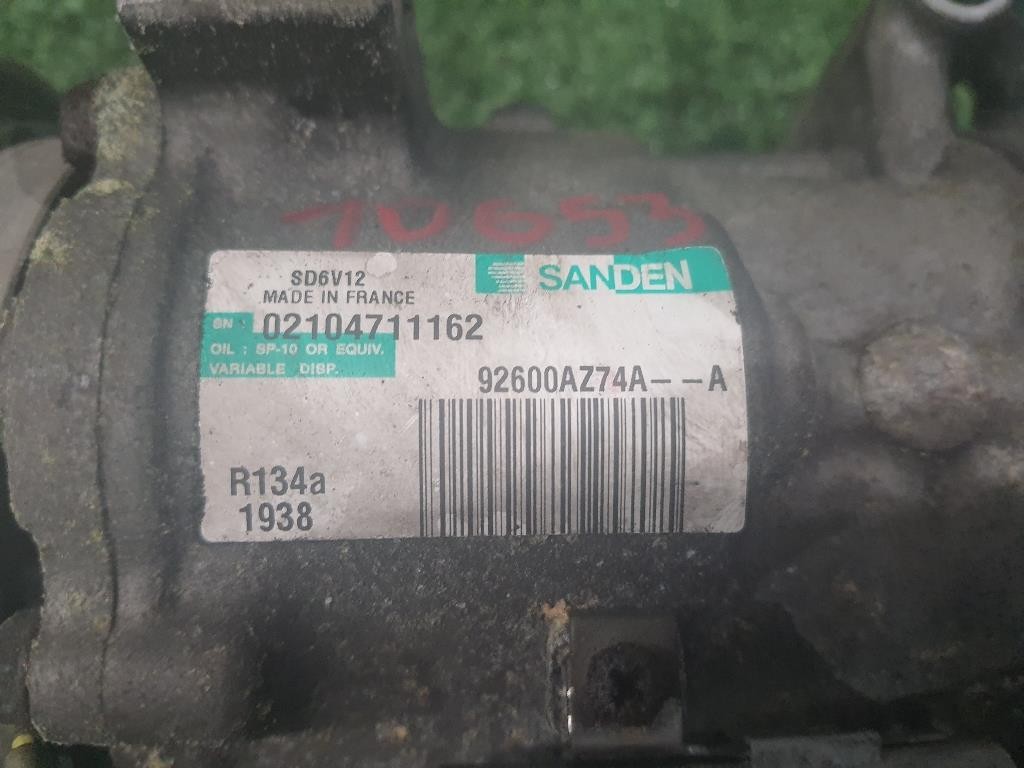 10653
SD6V12
SANDEN
MADE IN FRANCE
SN 02104711162
OIL : SP-10 OR EQUIV.
VARIABLE DISP.
92600AZ74A--A
R134a
1938